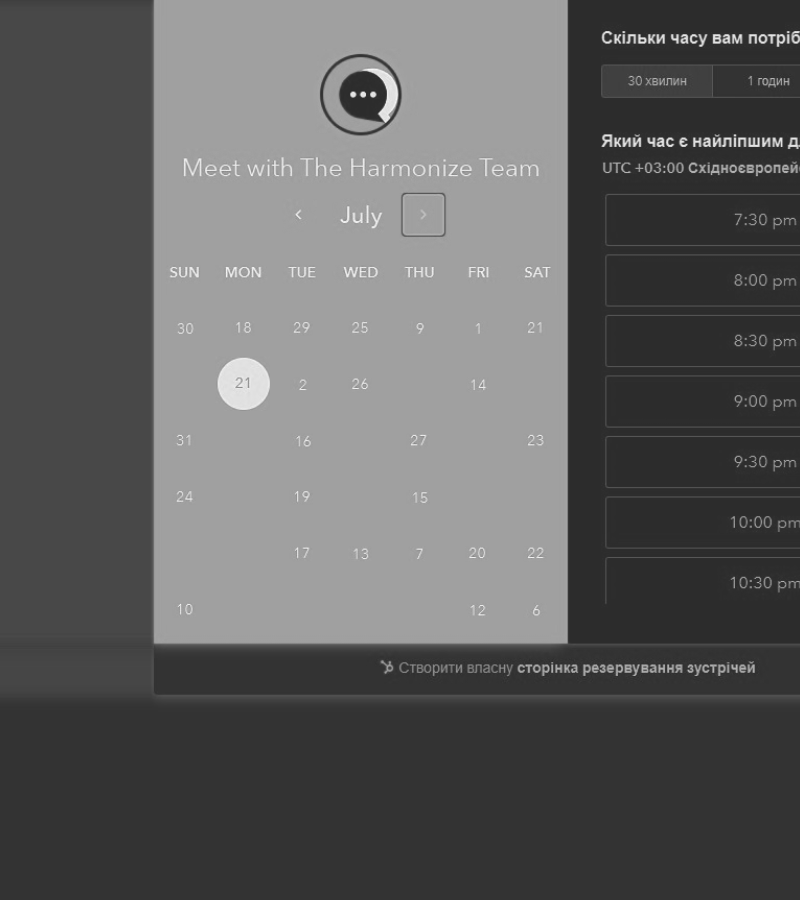 Meet with The Harmonize Team
July
SUN MON TUE WED THU FRI SAT
30 18 29 25 9 1 21
21 2 26 14
31 16 27 23
24 19 15
17 13 7 20 22
10 12 6
Скільки часу вам потріб
30 хвилин 1 годин
Який час є найліпшим д
UTC +03:00 Східноєвропей
7:30 pm
8:00 pm
8:30 pm
9:00 pm
9:30 pm
10:00 pm
10:30 pm
Створити власну сторінка резервування зустрічей